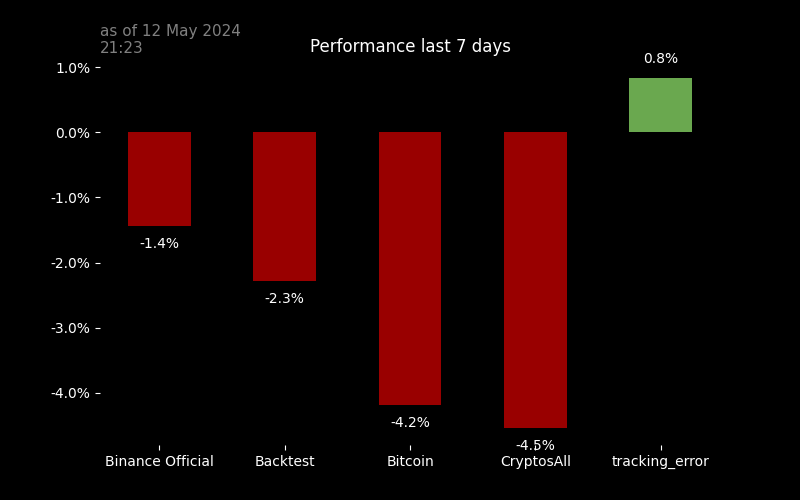 as of 12 May 2024
21:23
Performance last 7 days
0.8%
1.0%
0.0%
-1.0%
-2.0%
-3.0%
-4.0%
-1.4%
-2.3%
-4.2%
-4.5%
Binance Official
Backtest
Bitcoin
CryptosAll
tracking_error